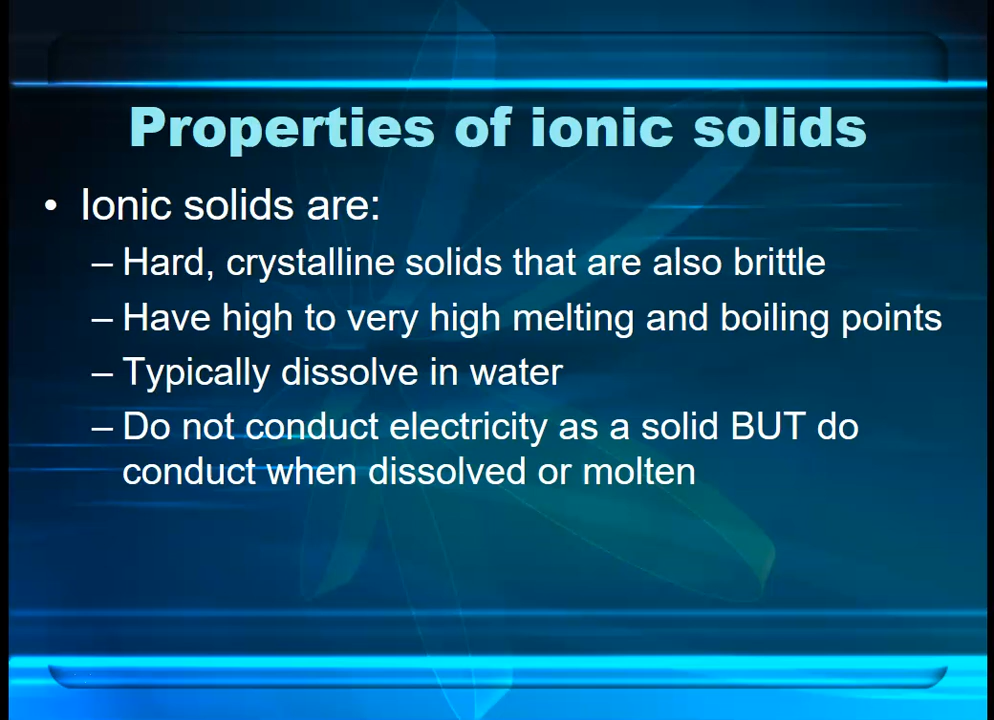 Properties of ionic solids
• Ionic solids are:
– Hard, crystalline solids that are also brittle
– Have high to very high melting and boiling points
– Typically dissolve in water
– Do not conduct electricity as a solid BUT do
conduct when dissolved or molten